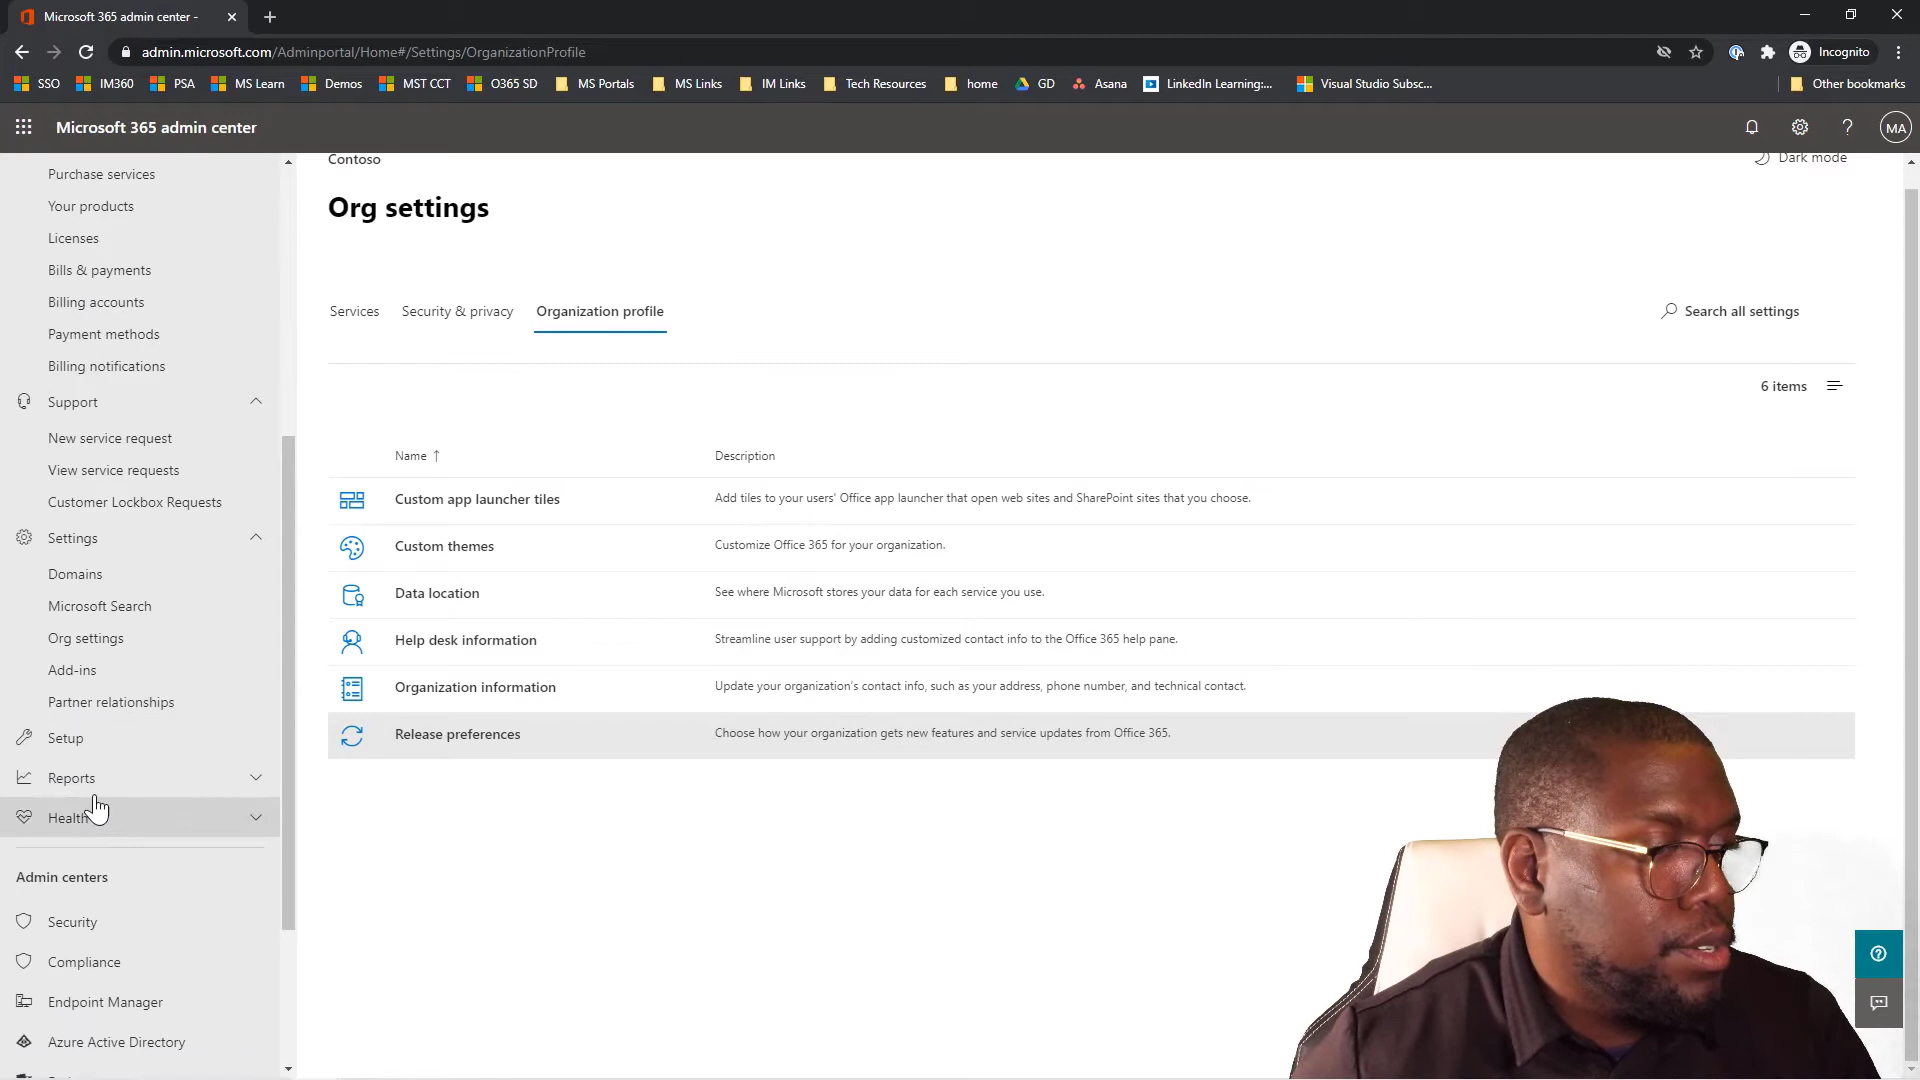 Microsoft 365 admin center -
admin.microsoft.com/Adminportal/Home#/Settings/OrganizationProfile
Incognito
SSO IM360 PSA MS Learn Demos MST CCT O365 SD MS Portals MS Links IM Links Tech Resources home GD Asana LinkedIn Learning:... Visual Studio Subsc... Other bookmarks
Microsoft 365 admin center
MA
Purchase services
Your products
Licenses
Bills & payments
Billing accounts
Payment methods
Billing notifications
Support
New service request
View service requests
Customer Lockbox Requests
Settings
Domains
Microsoft Search
Org settings
Add-ins
Partner relationships
Setup
Reports
Health
Admin centers
Security
Compliance
Endpoint Manager
Azure Active Directory
Contoso
Dark mode
Org settings
Services Security & privacy Organization profile
Search all settings
6 items
Name ↑ Description
Custom app launcher tiles Add tiles to your users' Office app launcher that open web sites and SharePoint sites that you choose.
Custom themes Customize Office 365 for your organization.
Data location See where Microsoft stores your data for each service you use.
Help desk information Streamline user support by adding customized contact info to the Office 365 help pane.
Organization information Update your organization's contact info, such as your address, phone number, and technical contact.
Release preferences Choose how your organization gets new features and service updates from Office 365.